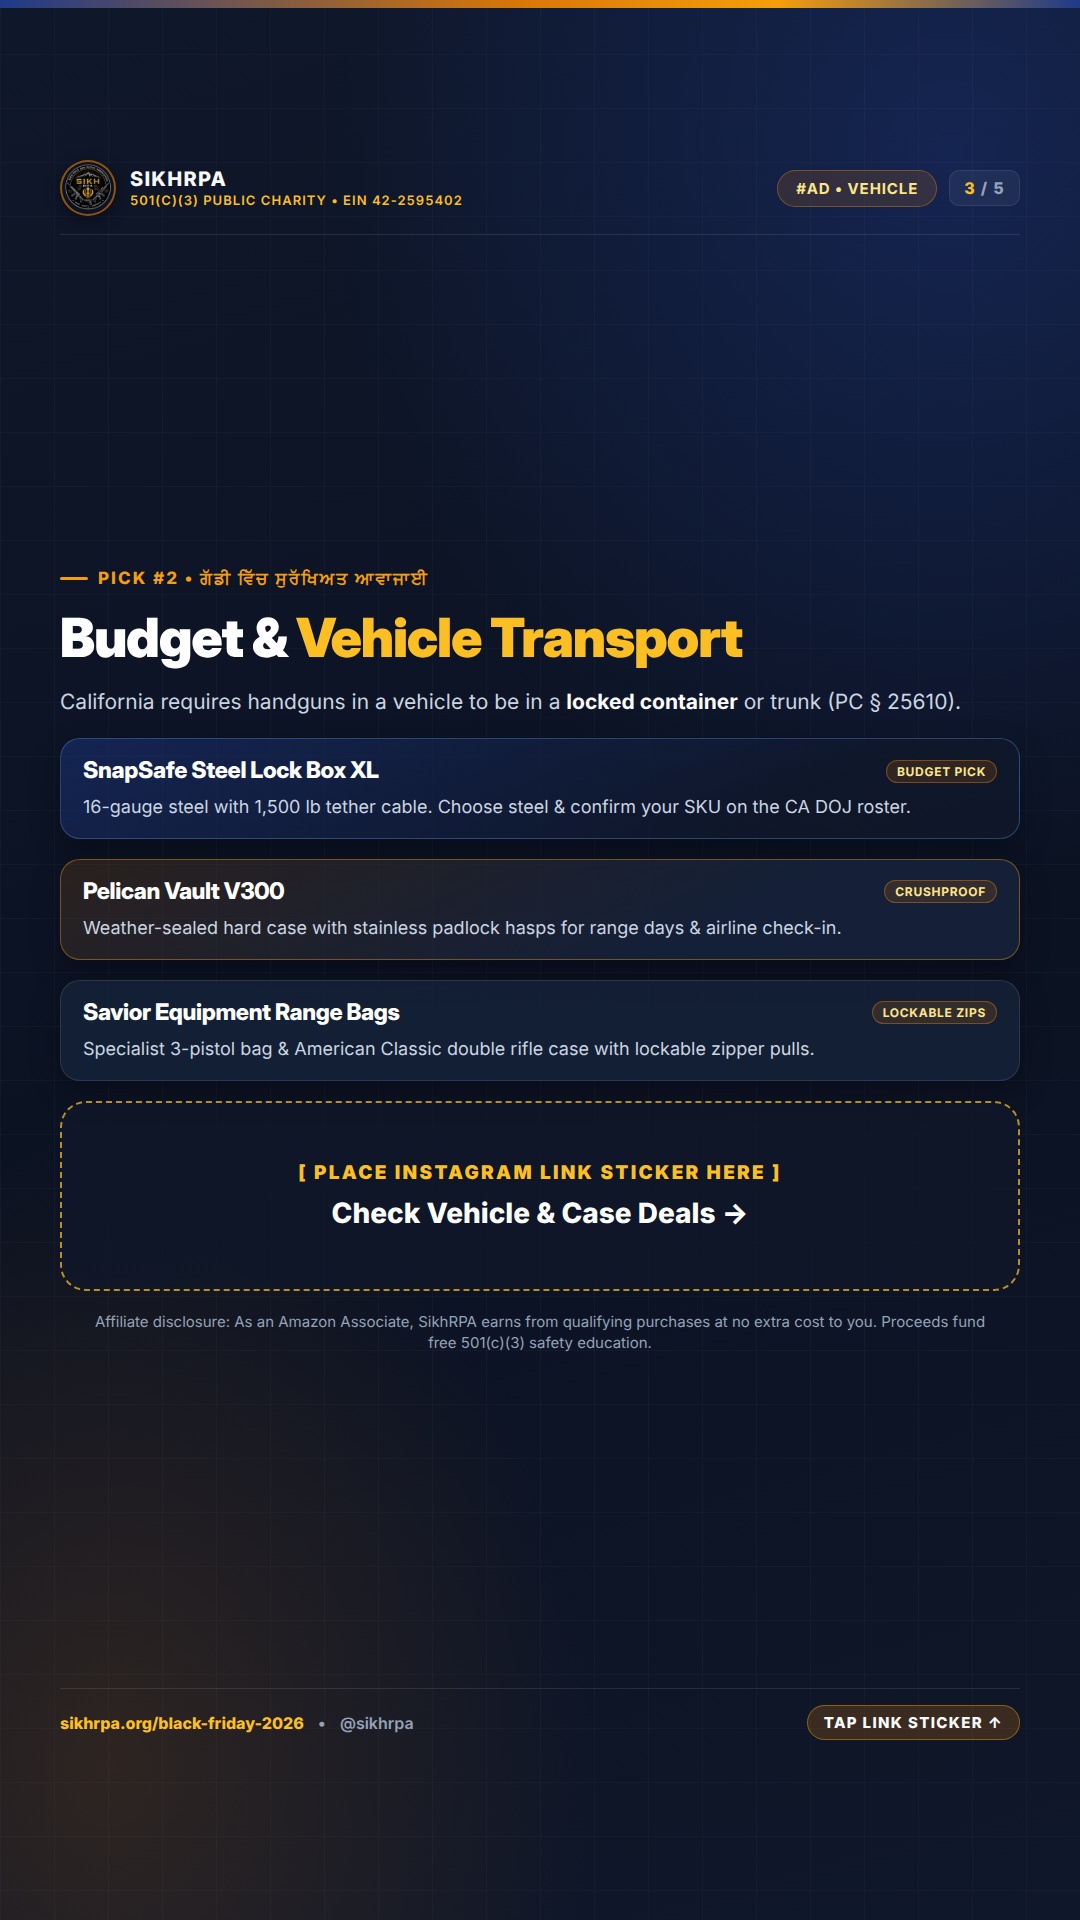 SIKH
SIKHRPA
501(C)(3) PUBLIC CHARITY • EIN 42-2595402
#AD • VEHICLE
3 / 5
PICK #2 • ਗੱਡੀ ਵਿੱਚ ਸੁਰੱਖਿਅਤ ਆਵਾਜਾਈ
Budget & Vehicle Transport
California requires handguns in a vehicle to be in a locked container or trunk (PC § 25610).
SnapSafe Steel Lock Box XL
BUDGET PICK
16-gauge steel with 1,500 lb tether cable. Choose steel & confirm your SKU on the CA DOJ roster.
Pelican Vault V300
CRUSHPROOF
Weather-sealed hard case with stainless padlock hasps for range days & airline check-in.
Savior Equipment Range Bags
LOCKABLE ZIPS
Specialist 3-pistol bag & American Classic double rifle case with lockable zipper pulls.
[ PLACE INSTAGRAM LINK STICKER HERE ]
Check Vehicle & Case Deals →
Affiliate disclosure: As an Amazon Associate, SikhRPA earns from qualifying purchases at no extra cost to you. Proceeds fund
free 501(c)(3) safety education.
sikhrpa.org/black-friday-2026 • @sikhrpa
TAP LINK STICKER ↑